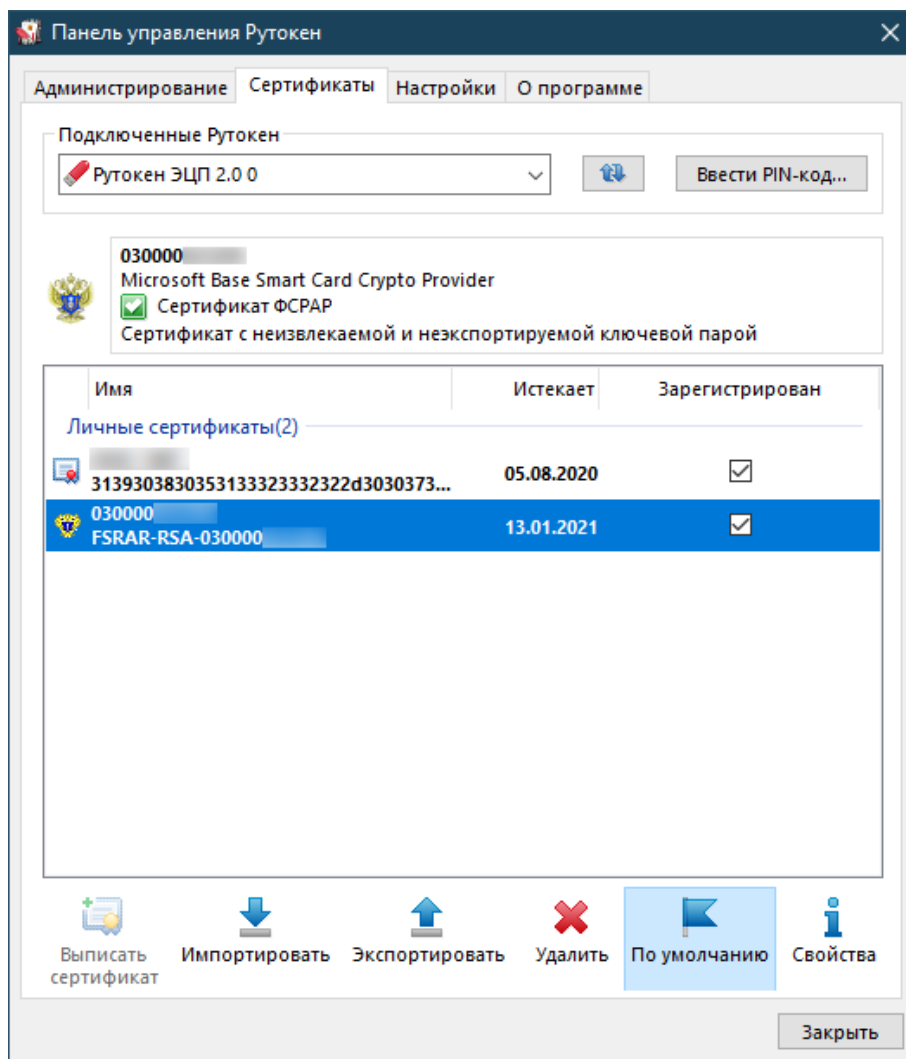 Панель управления Рутокен
Администрирование Сертификаты Настройки О программе
Подключенные Рутокен
Рутокен ЭЦП 2.0 0
Ввести PIN-код...
030000
Microsoft Base Smart Card Crypto Provider
Сертификат ФСРАР
Сертификат с неизвлекаемой и неэкспортируемой ключевой парой
Имя Истекает Зарегистрирован
Личные сертификаты(2)
3139303830353133323332322d3030373... 05.08.2020
030000
FSRAR-RSA-030000 13.01.2021
Выписать сертификат
Импортировать
Экспортировать
Удалить
По умолчанию
Свойства
Закрыть